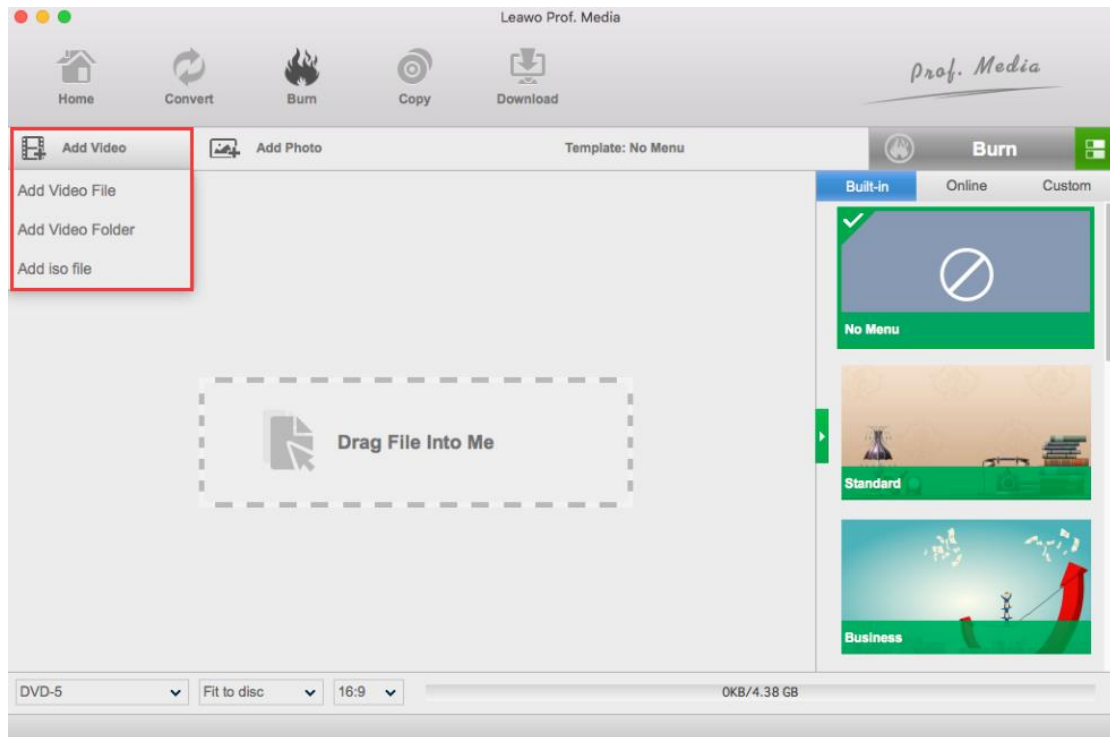 Leawo Prof. Media
Home Convert Burn Copy Download
Prof. Media
Add Video Add Photo Template: No Menu Burn
Add Video File
Add Video Folder
Add iso file
Built-in Online Custom
No Menu
Drag File Into Me
Standard
Business
DVD-5 Fit to disc 16:9 0KB/4.38 GB